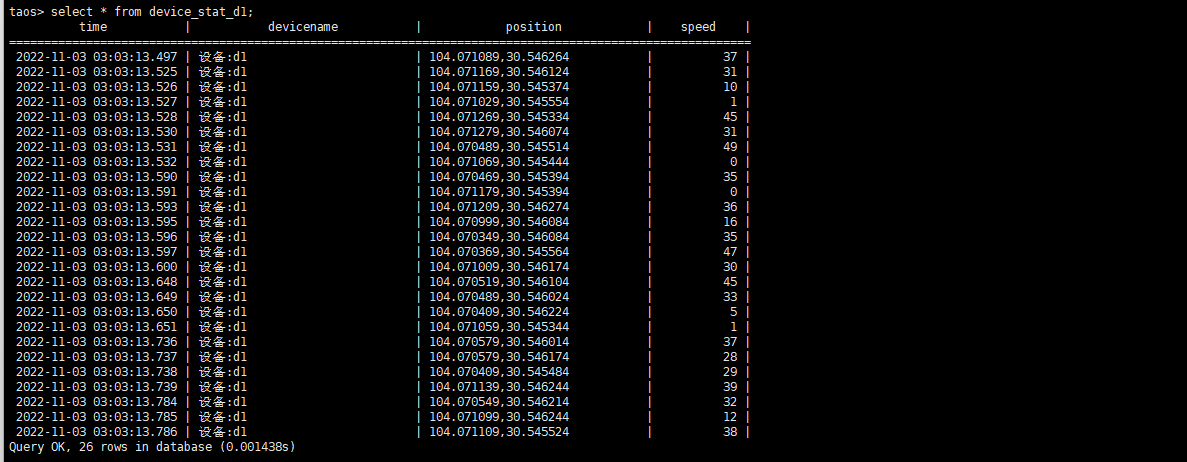 taos> select * from device_stat_d1;
time | devicename | position | speed |
========================================================================================================
2022-11-03 03:03:13.497 | 设备:d1 | 104.071089,30.546264 | 37 |
2022-11-03 03:03:13.525 | 设备:d1 | 104.071169,30.546124 | 31 |
2022-11-03 03:03:13.526 | 设备:d1 | 104.071159,30.545374 | 10 |
2022-11-03 03:03:13.527 | 设备:d1 | 104.071029,30.545554 | 1 |
2022-11-03 03:03:13.528 | 设备:d1 | 104.071269,30.545334 | 45 |
2022-11-03 03:03:13.530 | 设备:d1 | 104.071279,30.546074 | 31 |
2022-11-03 03:03:13.531 | 设备:d1 | 104.070489,30.545514 | 49 |
2022-11-03 03:03:13.532 | 设备:d1 | 104.071069,30.545444 | 0 |
2022-11-03 03:03:13.590 | 设备:d1 | 104.070469,30.545394 | 35 |
2022-11-03 03:03:13.591 | 设备:d1 | 104.071179,30.545394 | 0 |
2022-11-03 03:03:13.593 | 设备:d1 | 104.071209,30.546274 | 36 |
2022-11-03 03:03:13.595 | 设备:d1 | 104.070999,30.546084 | 16 |
2022-11-03 03:03:13.596 | 设备:d1 | 104.070349,30.546084 | 35 |
2022-11-03 03:03:13.597 | 设备:d1 | 104.070369,30.545564 | 47 |
2022-11-03 03:03:13.600 | 设备:d1 | 104.071009,30.546174 | 30 |
2022-11-03 03:03:13.648 | 设备:d1 | 104.070519,30.546104 | 45 |
2022-11-03 03:03:13.649 | 设备:d1 | 104.070489,30.546024 | 33 |
2022-11-03 03:03:13.650 | 设备:d1 | 104.070409,30.546224 | 5 |
2022-11-03 03:03:13.651 | 设备:d1 | 104.071059,30.545344 | 1 |
2022-11-03 03:03:13.736 | 设备:d1 | 104.070579,30.546014 | 37 |
2022-11-03 03:03:13.737 | 设备:d1 | 104.070579,30.546174 | 28 |
2022-11-03 03:03:13.738 | 设备:d1 | 104.070409,30.545484 | 29 |
2022-11-03 03:03:13.739 | 设备:d1 | 104.071139,30.546244 | 39 |
2022-11-03 03:03:13.784 | 设备:d1 | 104.070549,30.546214 | 32 |
2022-11-03 03:03:13.785 | 设备:d1 | 104.071099,30.546244 | 12 |
2022-11-03 03:03:13.786 | 设备:d1 | 104.071109,30.545524 | 38 |
Query OK, 26 rows in database (0.001438s)